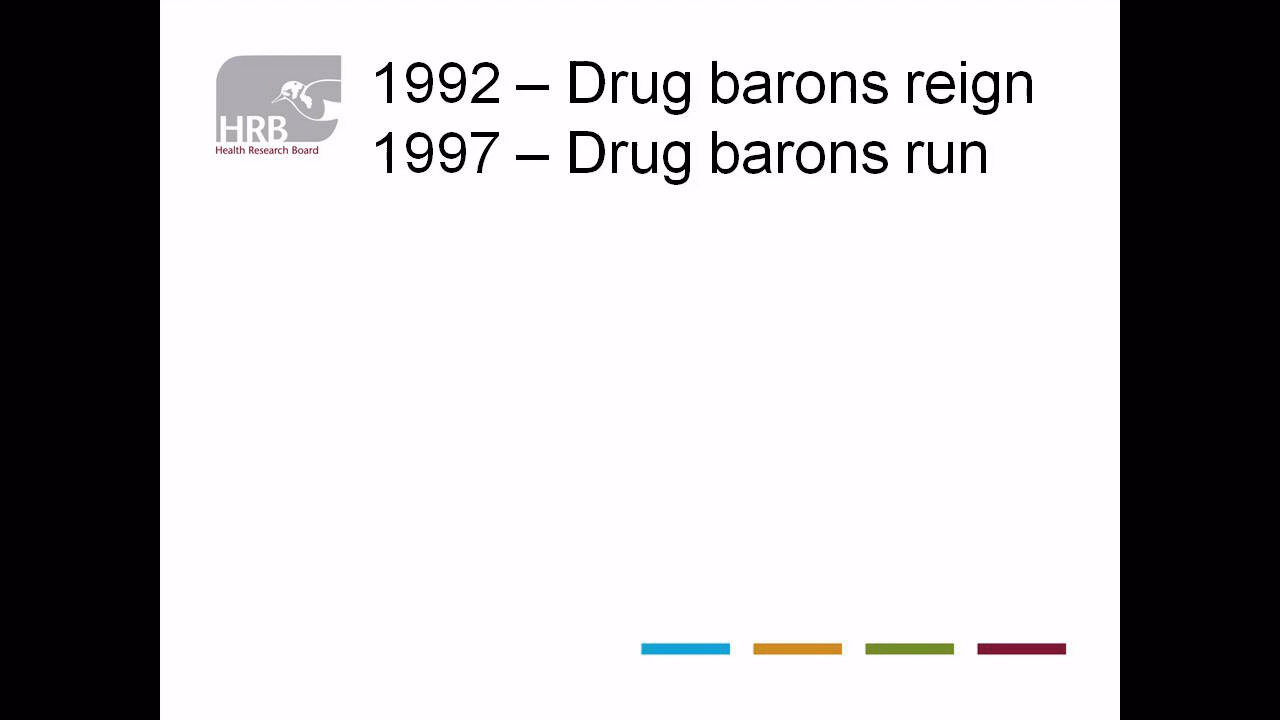 1992 – Drug barons reign
1997 – Drug barons run
HRB
Health Research Board